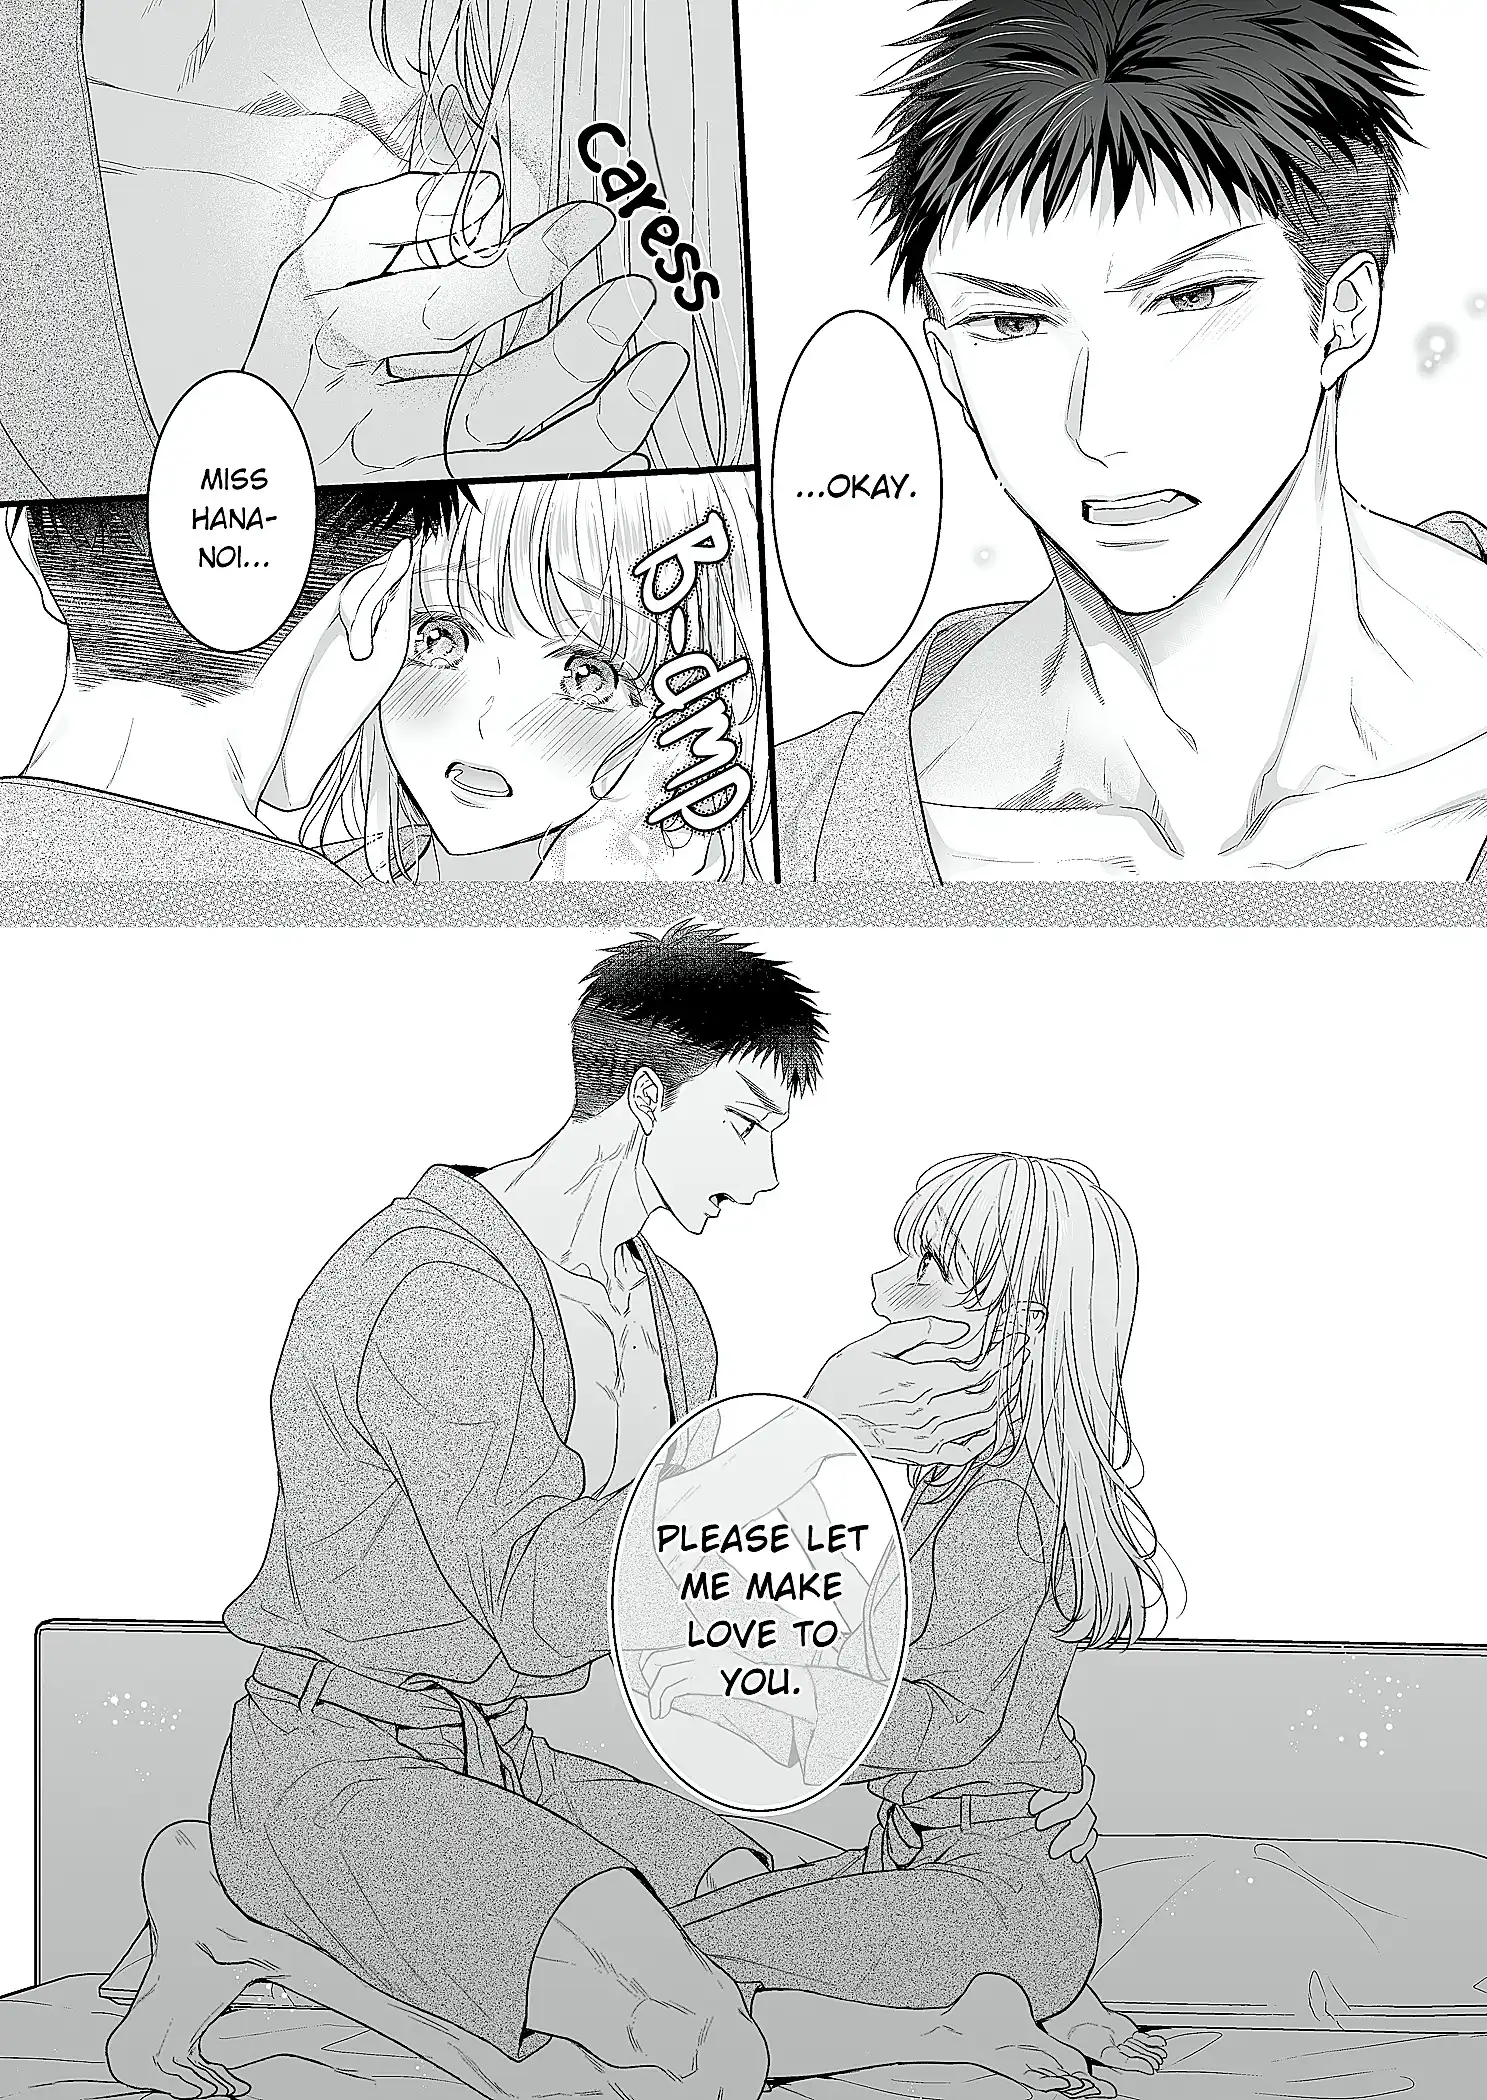 ...OKAY.
caress
MISS
HANA-
NOI...
B-dmp
PLEASE LET
ME MAKE
LOVE TO
YOU.